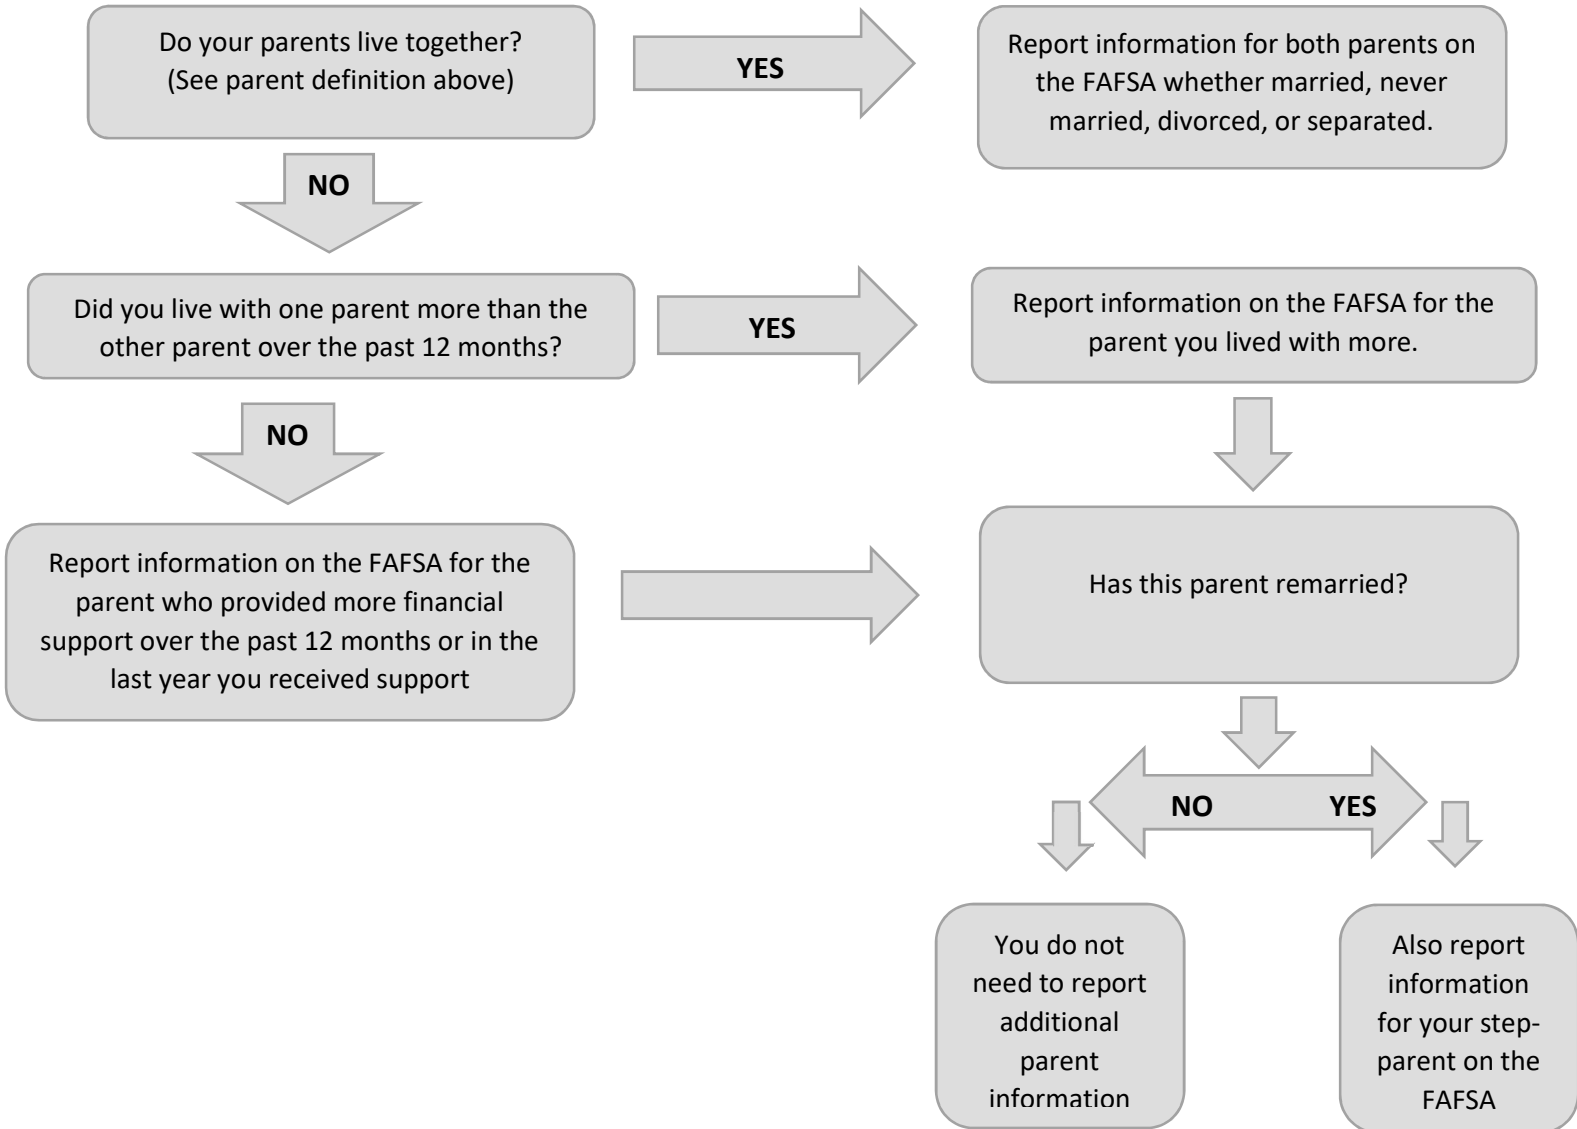 Do your parents live together?
(See parent definition above)
YES
Report information for both parents on
the FAFSA whether married, never
married, divorced, or separated.
NO
Did you live with one parent more than the
other parent over the past 12 months?
YES
Report information on the FAFSA for the
parent you lived with more.
NO
Report information on the FAFSA for the
parent who provided more financial
support over the past 12 months or in the
last year you received support
Has this parent remarried?
NO
YES
You do not
need to report
additional
parent
information
Also report
information
for your step-
parent on the
FAFSA